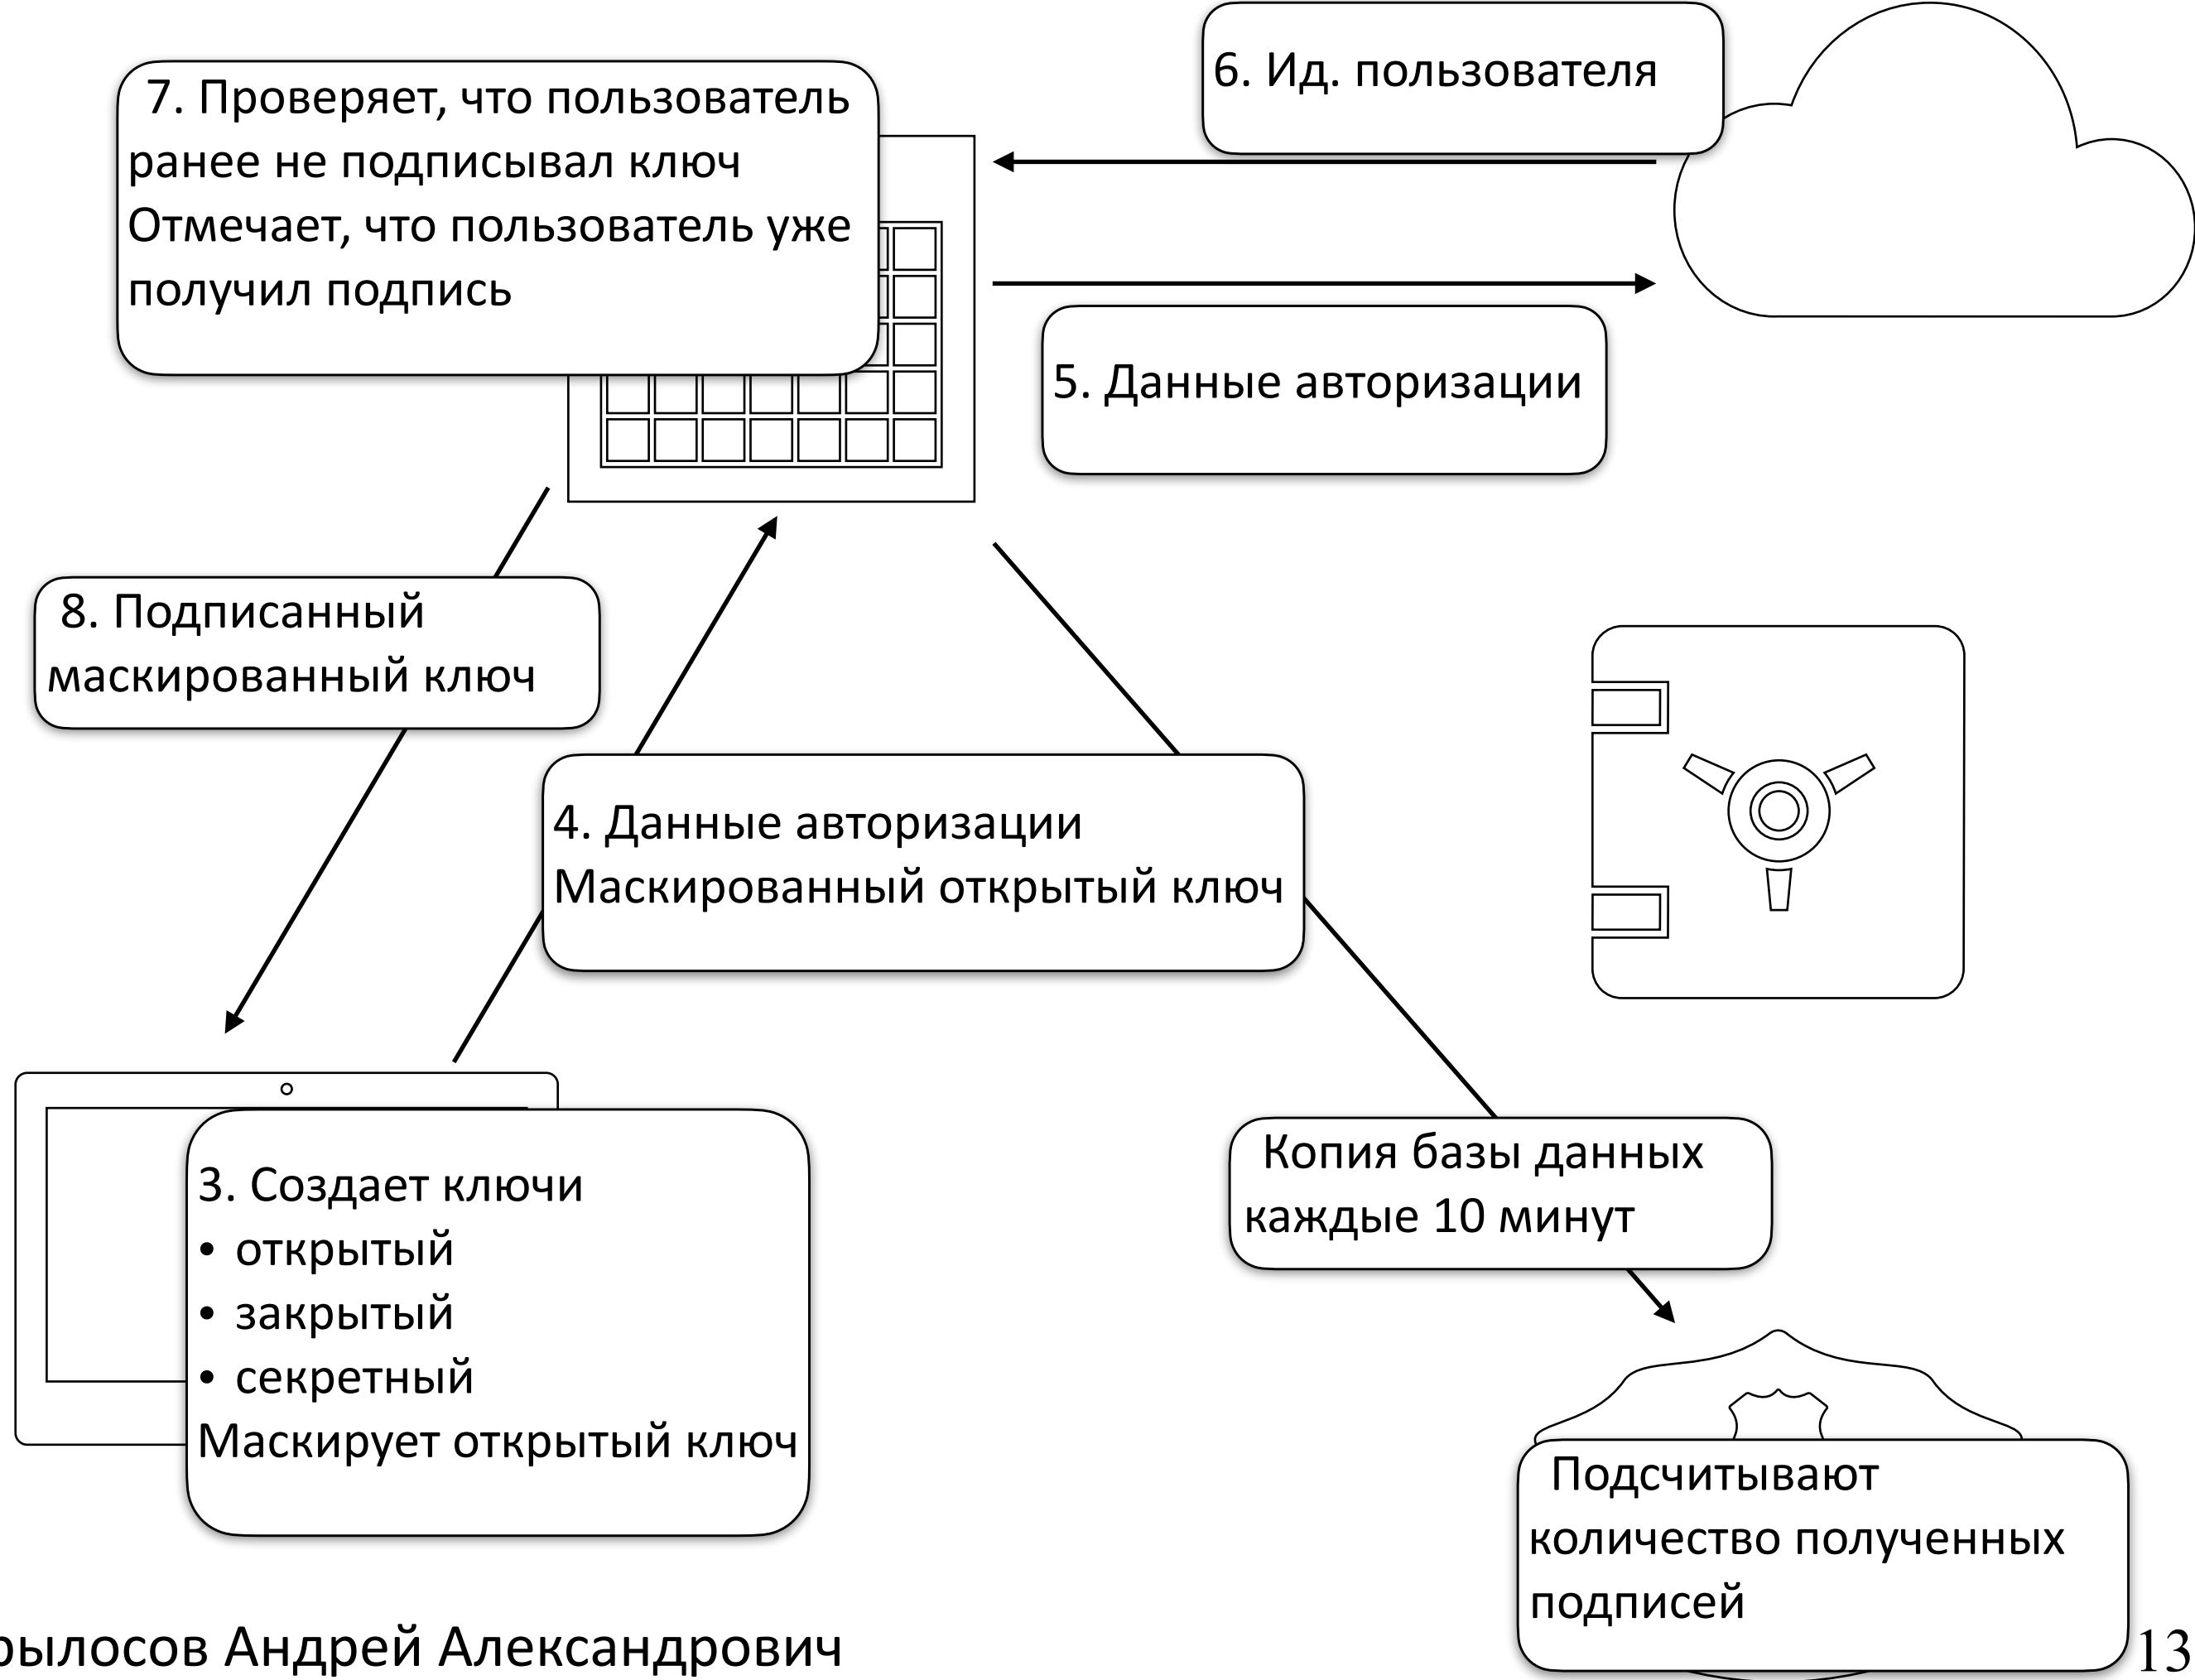 6. Ид. пользователя
7. Проверяет, что пользователь
ранее не подписывал ключ
Отмечает, что пользователь уже
получил подпись
5. Данные авторизации
8. Подписанный
маскированный ключ
4. Данные авторизации
Маскированный открытый ключ
3. Создает ключи
• открытый
• закрытый
• секретный
Маскирует открытый ключ
Копия базы данных
каждые 10 минут
Подсчитывают
количество полученных
подписей
рылосов Андрей Александрович
13